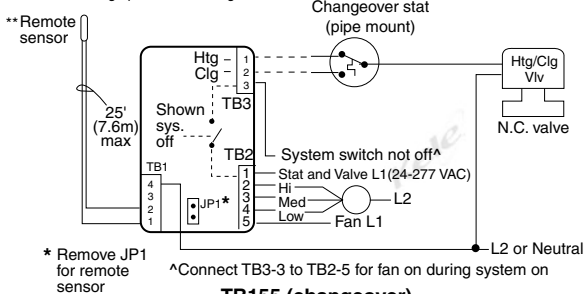 Changeover stat
(pipe mount)
**Remote
sensor
Htg
Clg
1
2
3
TB3
Htg/Clg
Vlv
N.C. valve
25'
(7.6m)
max
Shown
sys.
off
TB2
System switch not off^
TB1
4
3
2
1
JP1*
1
2
3
4
5
Stat and Valve L1(24-277 VAC)
Hi
Med
Low
L2
Fan L1
L2 or Neutral
* Remove JP1
for remote
sensor
^Connect TB3-3 to TB2-5 for fan on during system on
TB155 (changeover)